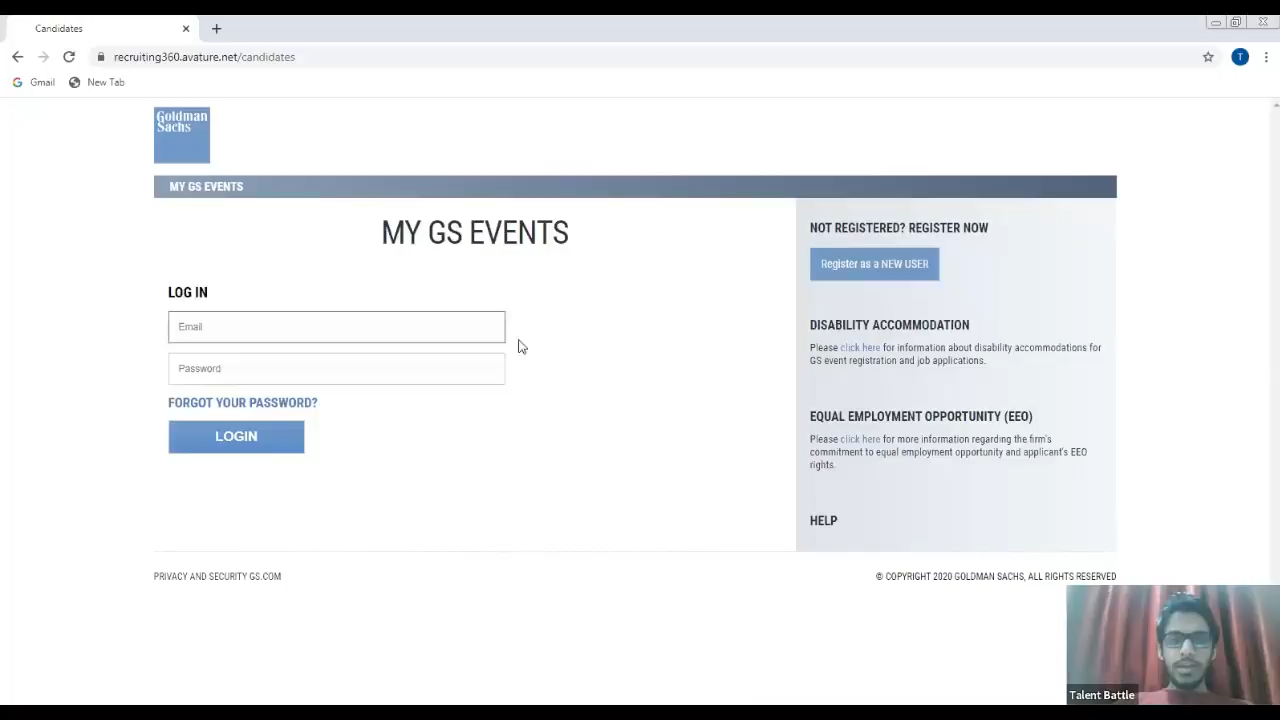 Candidates
recruiting360.avature.net/candidates
T
Gmail
New Tab
Goldman
Sachs
MY GS EVENTS
MY GS EVENTS
LOG IN
Email
Password
FORGOT YOUR PASSWORD?
LOGIN
NOT REGISTERED? REGISTER NOW
Register as a NEW USER
DISABILITY ACCOMMODATION
Please click here for information about disability accommodations for
GS event registration and job applications.
EQUAL EMPLOYMENT OPPORTUNITY (EEO)
Please click here for more information regarding the firm's
commitment to equal employment opportunity and applicant's EEO
rights.
HELP
PRIVACY AND SECURITY GS.COM
© COPYRIGHT 2020 GOLDMAN SACHS, ALL RIGHTS RESERVED
Talent Battle